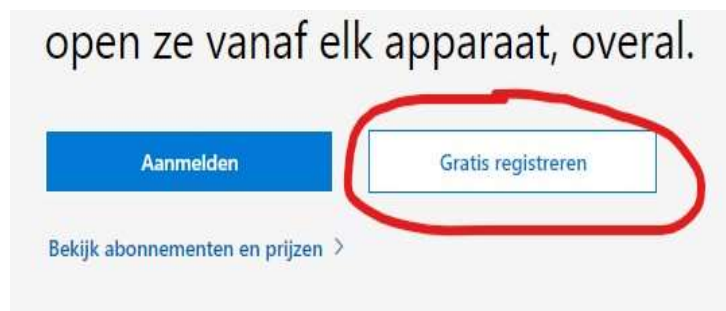 open ze vanaf elk apparaat, overal.
Aanmelden
Gratis registreren
Bekijk abonnementen en prijzen >